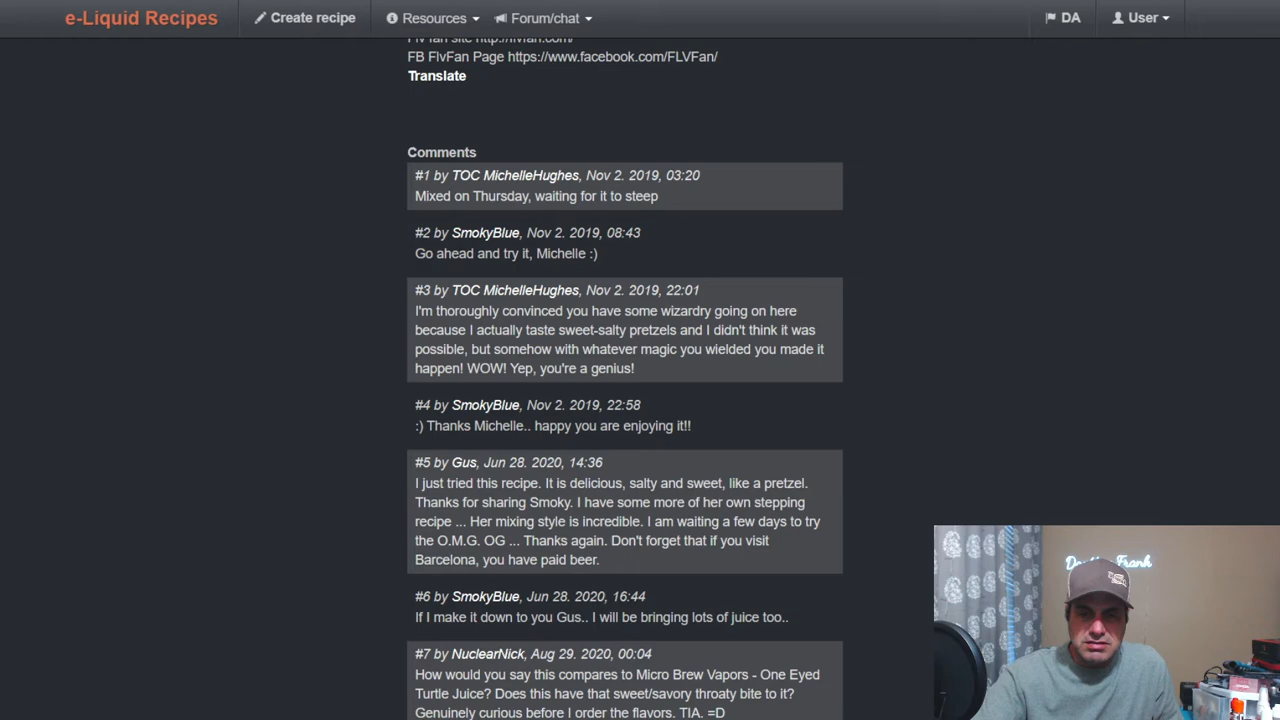 e-Liquid Recipes
Create recipe
Resources
Forum/chat
DA
User
Flv fan site http://flvfan.com/
FB FlvFan Page https://www.facebook.com/FLVFan/
Translate
Comments
#1 by TOC MichelleHughes, Nov 2. 2019, 03:20
Mixed on Thursday, waiting for it to steep
#2 by SmokyBlue, Nov 2. 2019, 08:43
Go ahead and try it, Michelle :)
#3 by TOC MichelleHughes, Nov 2. 2019, 22:01
I'm thoroughly convinced you have some wizardry going on here
because I actually taste sweet-salty pretzels and I didn't think it was
possible, but somehow with whatever magic you wielded you made it
happen! WOW! Yep, you're a genius!
#4 by SmokyBlue, Nov 2. 2019, 22:58
:) Thanks Michelle.. happy you are enjoying it!!
#5 by Gus, Jun 28. 2020, 14:36
I just tried this recipe. It is delicious, salty and sweet, like a pretzel.
Thanks for sharing Smoky. I have some more of her own stepping
recipe ... Her mixing style is incredible. I am waiting a few days to try
the O.M.G. OG ... Thanks again. Don't forget that if you visit
Barcelona, you have paid beer.
#6 by SmokyBlue, Jun 28. 2020, 16:44
If I make it down to you Gus.. I will be bringing lots of juice too..
#7 by NuclearNick, Aug 29. 2020, 00:04
How would you say this compares to Micro Brew Vapors - One Eyed
Turtle Juice? Does this have that sweet/savory throaty bite to it?
Genuinely curious before I order the flavors. TIA. =D
Frank